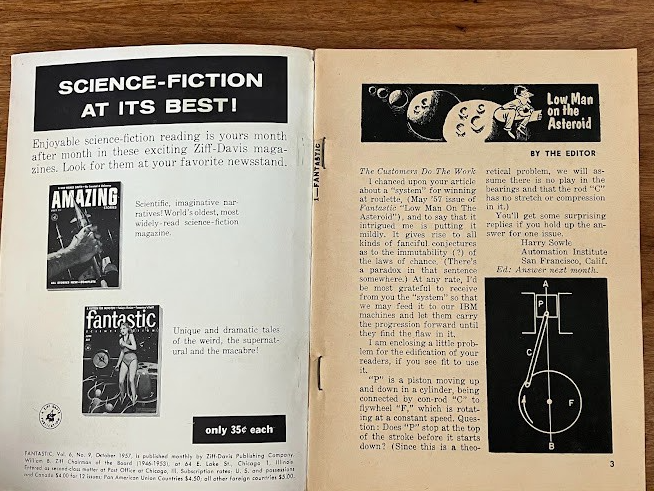 SCIENCE-FICTION
AT ITS BEST!
Enjoyable science-fiction reading is yours month
after month in these exciting Ziff-Davis maga-
zines. Look for them at your favorite newsstand.
AMAZING
Scientific, imaginative nar-
ratives! World's oldest, most
widely-read science-fiction
magazine.
fantastic
SCIENCE FICTION
Unique and dramatic tales
of the weird, the supernat-
ural and the macabre!
only 35¢ each
FANTASTIC, Vol. 6, No. 9, October 1957, is published monthly by Ziff-Davis Publishing Company,
William B. Ziff, Chairman of the Board (1946-1953), at 64 E. Lake St., Chicago 1, Illinois.
Entered as second-class matter at Post Office at Chicago, Ill. Subscription rates: U. S. and possessions
and Canada $4.00 for 12 issues; Pan American Union Countries $4.50; all other foreign countries $5.00.
FANTASTIC
Low Man
on the
Asteroid
BY THE EDITOR
The Customers Do The Work
I chanced upon your article
about a "system" for winning
at roulette, (May '57 issue of
Fantastic "Low Man On The
Asteroid"), and to say that it
intrigued me is putting it
mildly. It gives rise to all
kinds of fanciful conjectures
as to the immutability (?) of
the laws of chance. (There's
a paradox in that sentence
somewhere.) At any rate, I'd
be most grateful to receive
from you the "system" so that
we may feed it to our IBM
machines and let them carry
the progression forward until
they find the flaw in it.
I am enclosing a little prob-
lem for the edification of your
readers, if you see fit to use
it.
"P" is a piston moving up
and down in a cylinder, being
connected by con-rod "C" to
flywheel "F," which is rotat-
ing at a constant speed. Ques-
tion: Does "P" stop at the top
of the stroke before it starts
down? (Since this is a theo-
retical problem, we will as-
sume there is no play in the
bearings and that the rod "C"
has no stretch or compression
in it.)
You'll get some surprising
replies if you hold up the an-
swer for one issue.
Harry Sowle
Automation Institute
San Francisco, Calif.
Ed: Answer next month.
A
P
C
F
B
3